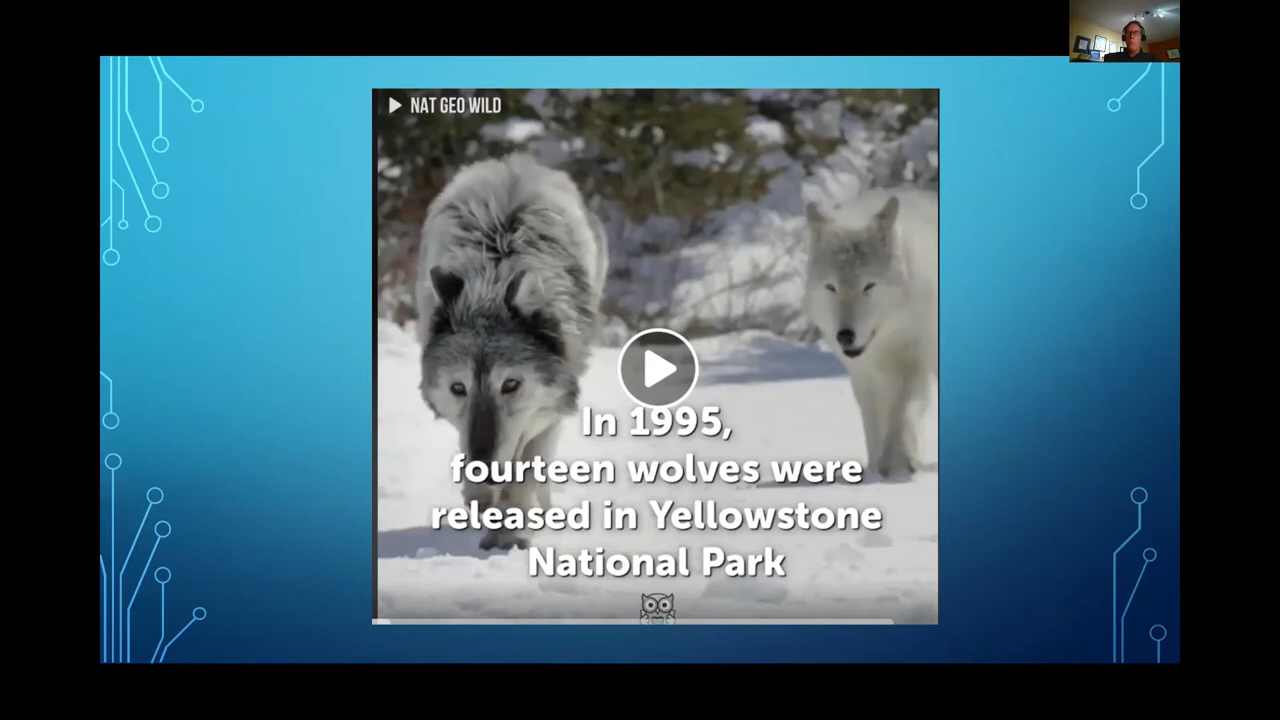 NAT GEO WILD
In 1995,
fourteen wolves were
released in Yellowstone
National Park